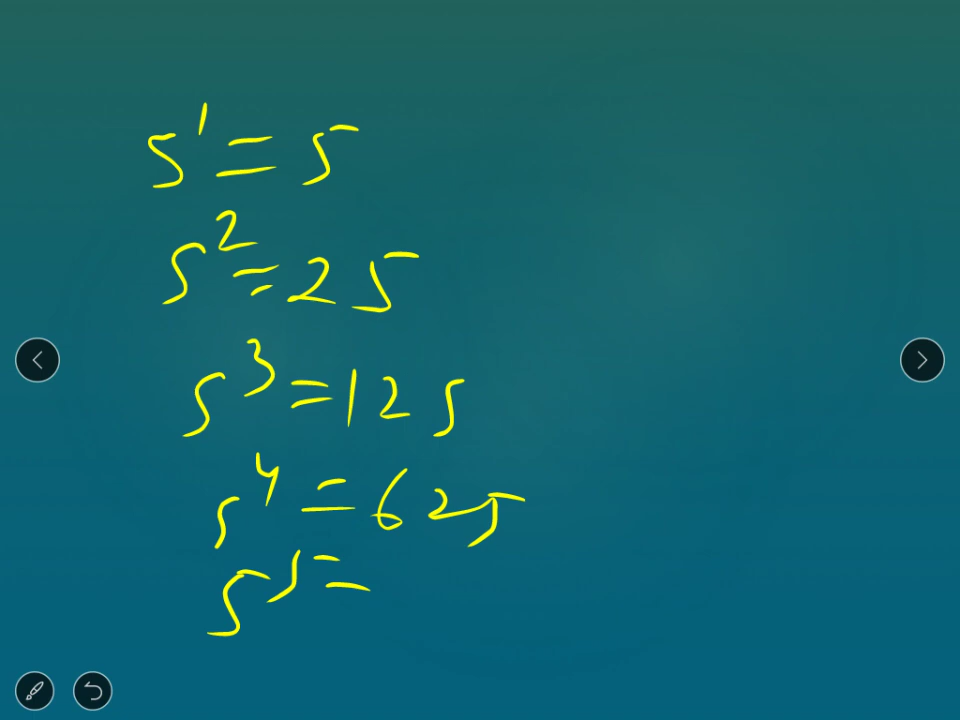 5¹ = 5
5² = 25
5³ = 125
5⁴ = 625
5⁵ =